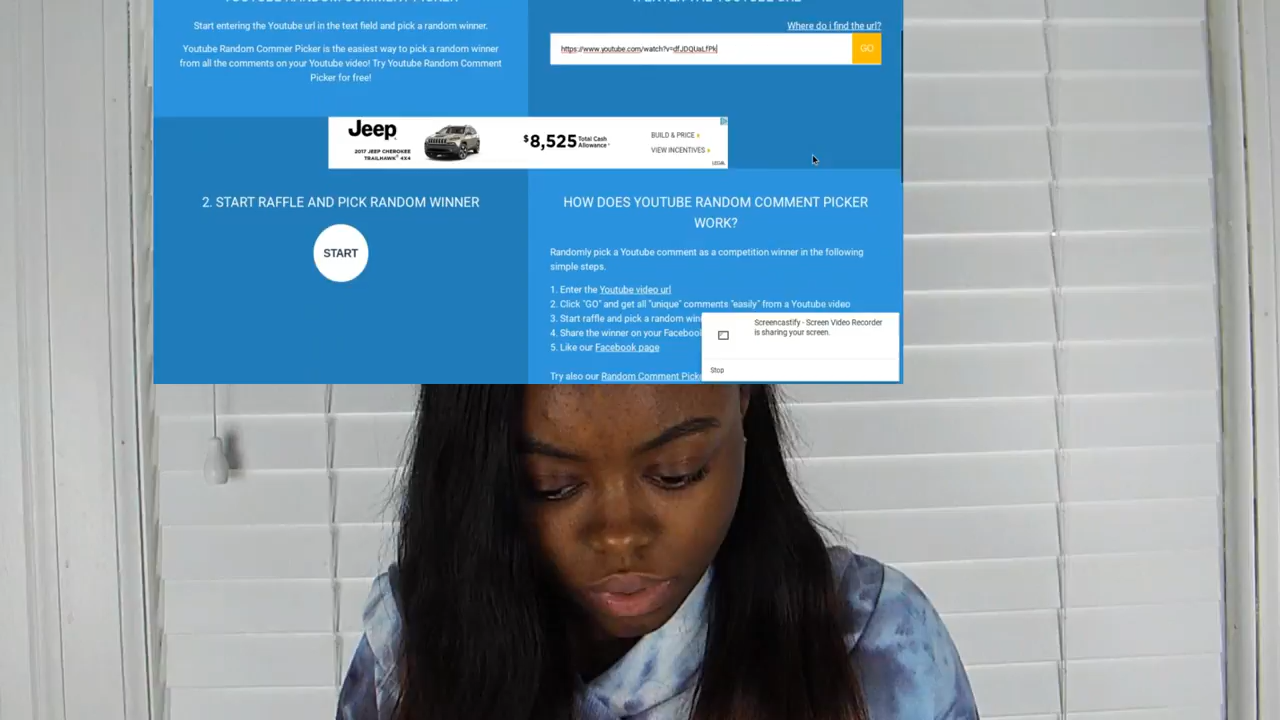 Start entering the Youtube url in the text field and pick a random winner.
Youtube Random Commer Picker is the easiest way to pick a random winner
from all the comments on your Youtube video! Try Youtube Random Comment
Picker for free!
Where do i find the url?
https://www.youtube.com/watch?v=dfJDQUaLfPk
GO
Jeep
2017 JEEP CHEROKEE
TRAILHAWK® 4X4
$8,525 Total Cash
Allowance
BUILD & PRICE
VIEW INCENTIVES
LEGAL
2. START RAFFLE AND PICK RANDOM WINNER
START
HOW DOES YOUTUBE RANDOM COMMENT PICKER
WORK?
Randomly pick a Youtube comment as a competition winner in the following
simple steps.
1. Enter the Youtube video url
2. Click "GO" and get all "unique" comments "easily" from a Youtube video
3. Start raffle and pick a random
4. Share the winner on your
5. Like our Facebook page
Try also our Random Comment
Screencastify - Screen Video Recorder
is sharing your screen.
Stop